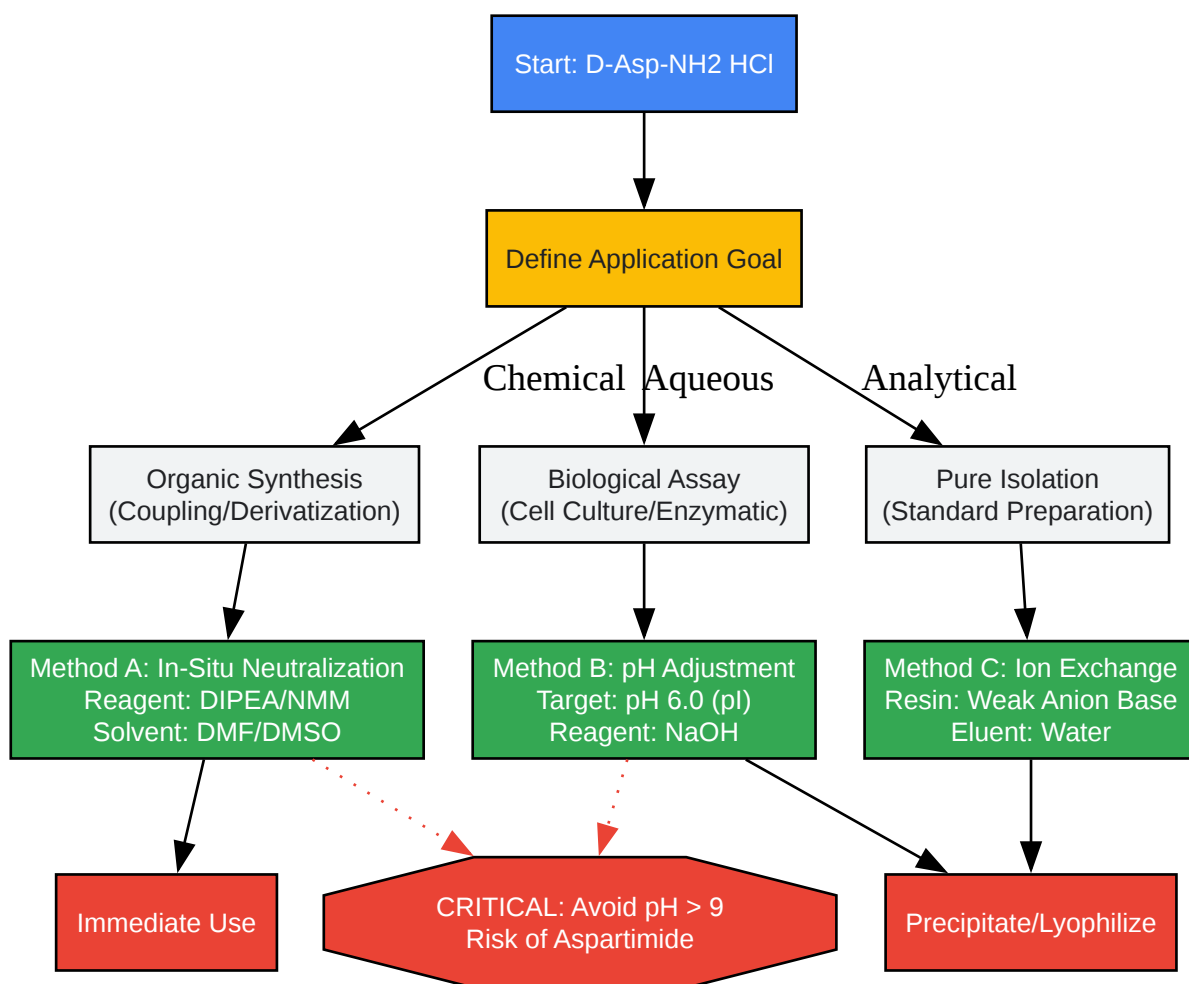 Start: D-Asp-NH2 HCl
Define Application Goal
Chemical
Aqueous
Analytical
Organic Synthesis
(Coupling/Derivatization)
Biological Assay
(Cell Culture/Enzymatic)
Pure Isolation
(Standard Preparation)
Method A: In-Situ Neutralization
Reagent: DIPEA/NMM
Solvent: DMF/DMSO
Method B: pH Adjustment
Target: pH 6.0 (pI)
Reagent: NaOH
Method C: Ion Exchange
Resin: Weak Anion Base
Eluent: Water
Immediate Use
CRITICAL: Avoid pH > 9
Risk of Aspartimide
Precipitate/Lyophilize